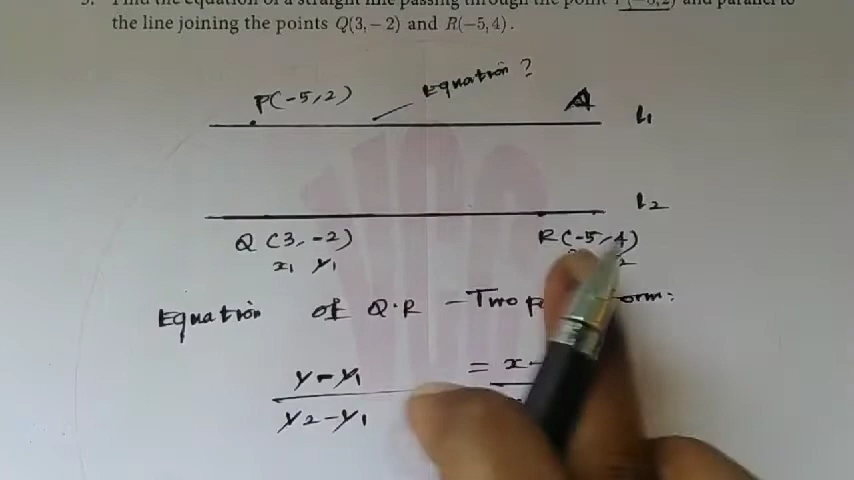 the line joining the points Q(3, −2) and R(−5, 4).
Equation ?
P(-5,2)
A
L1
L2
Q (3, -2)
R(-5, 4)
x1 y1
2
Equation of Q.R - Two orm:
y-y1 = x-
y2-y1